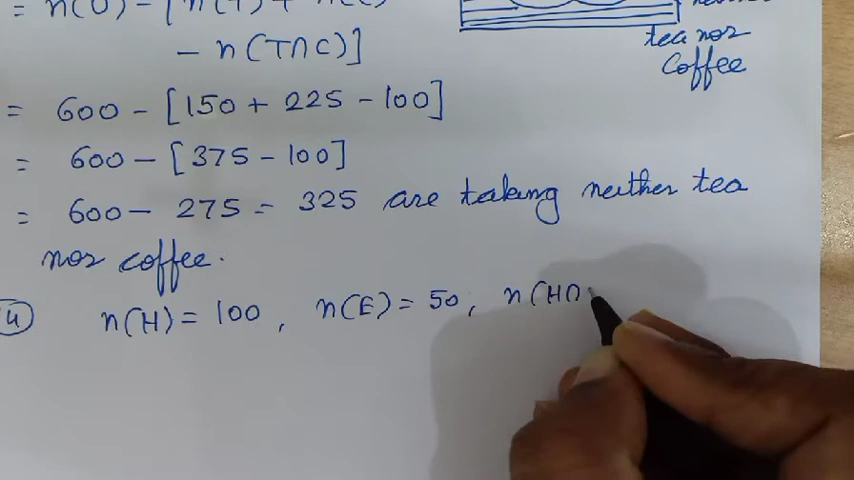 = n(U) - [n(T) + n(C)
- n(T∩C)]
tea nor
Coffee
= 600 - [150 + 225 - 100]
= 600 - [375 - 100]
= 600 - 275 = 325 are taking neither tea
nor coffee.
4) n(H) = 100, n(E) = 50, n(H∩